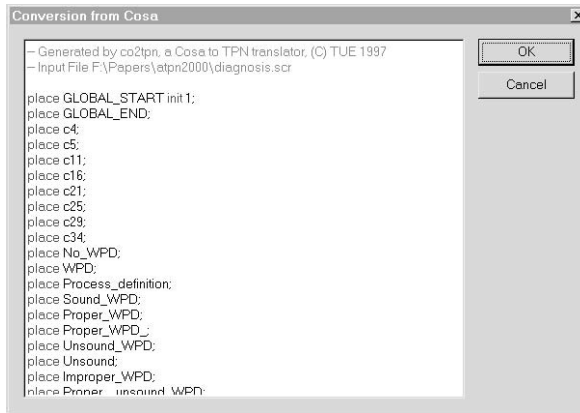 Conversion from Cosa
-- Generated by co2tpn, a Cosa to TPN translator, (C) TUE 1997
-- Input File F:\Papers\atpn2000\diagnosis.scr
place GLOBAL_START init 1;
place GLOBAL_END;
place c4;
place c5;
place c11;
place c16;
place c21;
place c25;
place c29;
place c34;
place No_WPD;
place WPD;
place Process_definition;
place Sound_WPD;
place Proper_WPD;
place Proper_WPD_;
place Unsound_WPD;
place Unsound;
place Improper_WPD;
place Proper__unsound_WPD;
OK
Cancel